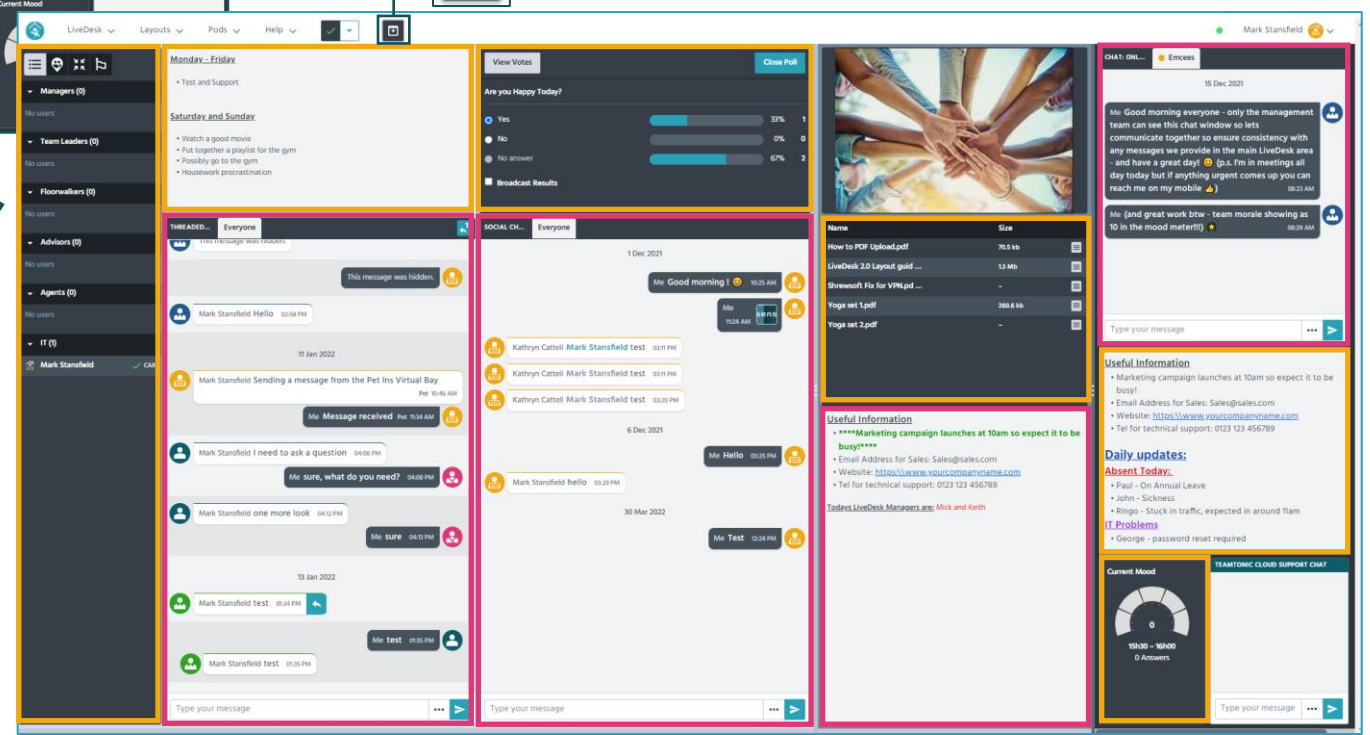 Current Mood
LiveDesk
Layouts
Pods
Help
Mark Stansfield
Managers (0)
No users
Team Leaders (0)
No users
Floorwalkers (0)
No users
Advisors (0)
No users
Agents (0)
No users
IT (1)
Mark Stansfield
Monday - Friday
• Test and Support
Saturday and Sunday
• Watch a good movie
• Put together a playlist for the gym
• Possibly go to the gym
• Housework procrastination
THREADED... Everyone
This message was hidden.
This message was hidden.
Mark Stansfield Hello 02:58 PM
11 Jan 2022
Mark Stansfield Sending a message from the Pet Ins Virtual Bay
Pet 10:46 AM
Me Message received Pet 11:34 AM
Mark Stansfield I need to ask a question 04:08 PM
Me sure, what do you need? 04:08 PM
Mark Stansfield one more look 04:12 PM
Me sure 04:13 PM
13 Jan 2022
Mark Stansfield test 01:34 PM
Me test 01:35 PM
Mark Stansfield test 01:35 PM
Type your message
View Votes
Close Poll
Are you Happy Today?
Yes 33% 1
No 0% 0
No answer 67% 2
Broadcast Results
SOCIAL CH... Everyone
1 Dec 2021
Me Good morning ! 😀 10:25 AM
Me
11:24 AM
sens
Kathryn Cattell Mark Stansfield test 03:11 PM
Kathryn Cattell Mark Stansfield test 03:11 PM
Kathryn Cattell Mark Stansfield test 03:20 PM
6 Dec 2021
Me Hello 03:25 PM
Mark Stansfield hello 03:29 PM
30 Mar 2022
Me Test 12:24 PM
Type your message
Name Size
How to PDF Upload.pdf 70.5 kb
LiveDesk 2.0 Layout guid ... 1.3 Mb
Shrewsoft Fix for VPN.pd ... –
Yoga set 1.pdf 360.6 kb
Yoga set 2.pdf –
Useful Information
• ****Marketing campaign launches at 10am so expect it to be
busy!****
• Email Address for Sales: Sales@sales.com
• Website: https:\\www.yourcompanyname.com
• Tel for technical support: 0123 123 456789
Todays LiveDesk Managers are: Mick and Keith
CHAT: ONL... Emcees
15 Dec 2021
Me Good morning everyone - only the management
team can see this chat window so lets
communicate together so ensure consistency with
any messages we provide in the main LiveDesk area
- and have a great day! 😀 (p.s. I'm in meetings all
day today but if anything urgent comes up you can
reach me on my mobile 👍) 08:23 AM
Me (and great work btw - team morale showing as
10 in the mood meter!!!) 🌟 08:29 AM
Type your message
Useful Information
• Marketing campaign launches at 10am so expect it to be
busy!
• Email Address for Sales: Sales@sales.com
• Website: https:\\www.yourcompanyname.com
• Tel for technical support: 0123 123 456789
Daily updates:
Absent Today:
• Paul - On Annual Leave
• John - Sickness
• Ringo - Stuck in traffic, expected in around 11am
IT Problems
• George - password reset required
Current Mood
0
15h30 – 16h00
0 Answers
TEAMTONIC CLOUD SUPPORT CHAT
Type your message